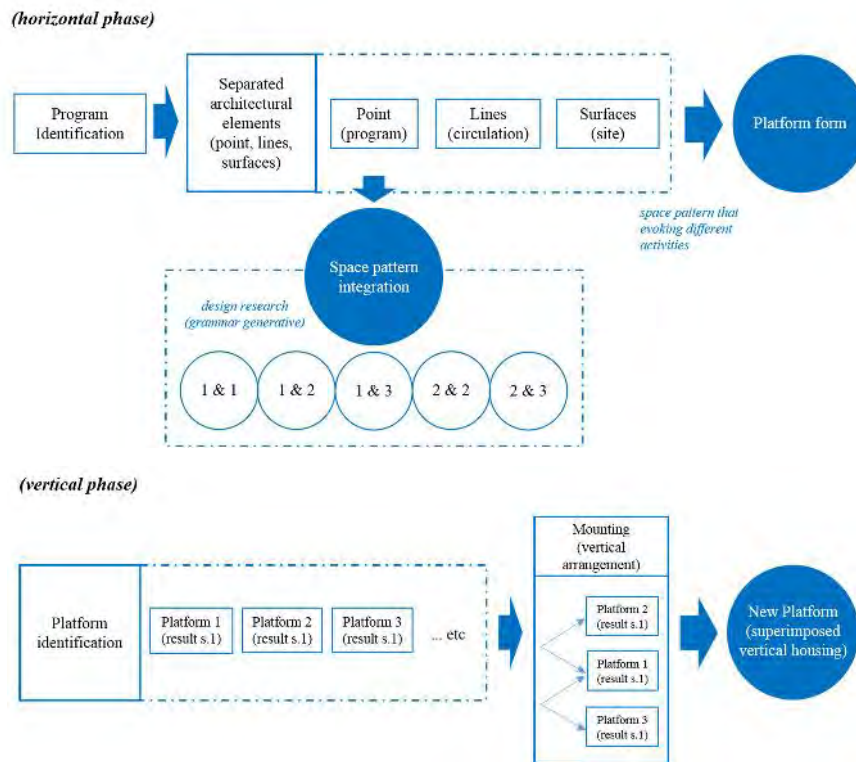 (horizontal phase)
Program
Identification
Separated
architectural
elements
(point, lines,
surfaces)
Point
(program)
Lines
(circulation)
Surfaces
(site)
Platform form
space pattern that
evoking different
activities
Space pattern
integration
design research
(grammar generative)
1 & 1
1 & 2
1 & 3
2 & 2
2 & 3
(vertical phase)
Platform
identification
Platform 1
(result s.1)
Platform 2
(result s.1)
Platform 3
(result s.1)
... etc
Mounting
(vertical
arrangement)
Platform 2
(result s.1)
Platform 1
(result s.1)
Platform 3
(result s.1)
New Platform
(superimposed
vertical housing)